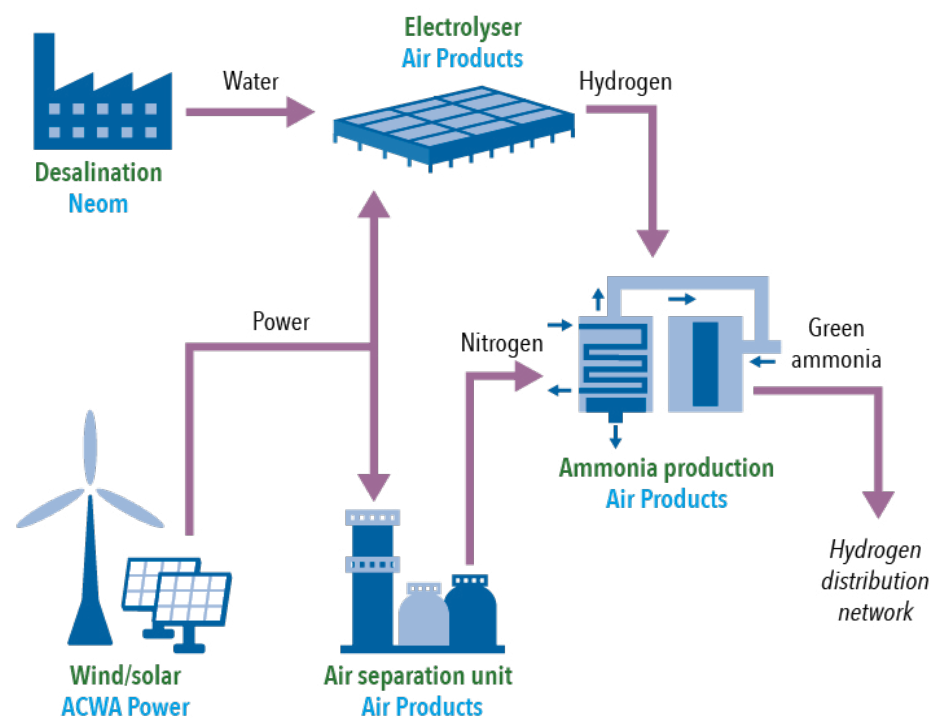 Electrolyser
Air Products
Water
Hydrogen
Desalination
Neom
Power
Nitrogen
Green
ammonia
Ammonia production
Air Products
Hydrogen
distribution
network
Wind/solar
ACWA Power
Air separation unit
Air Products